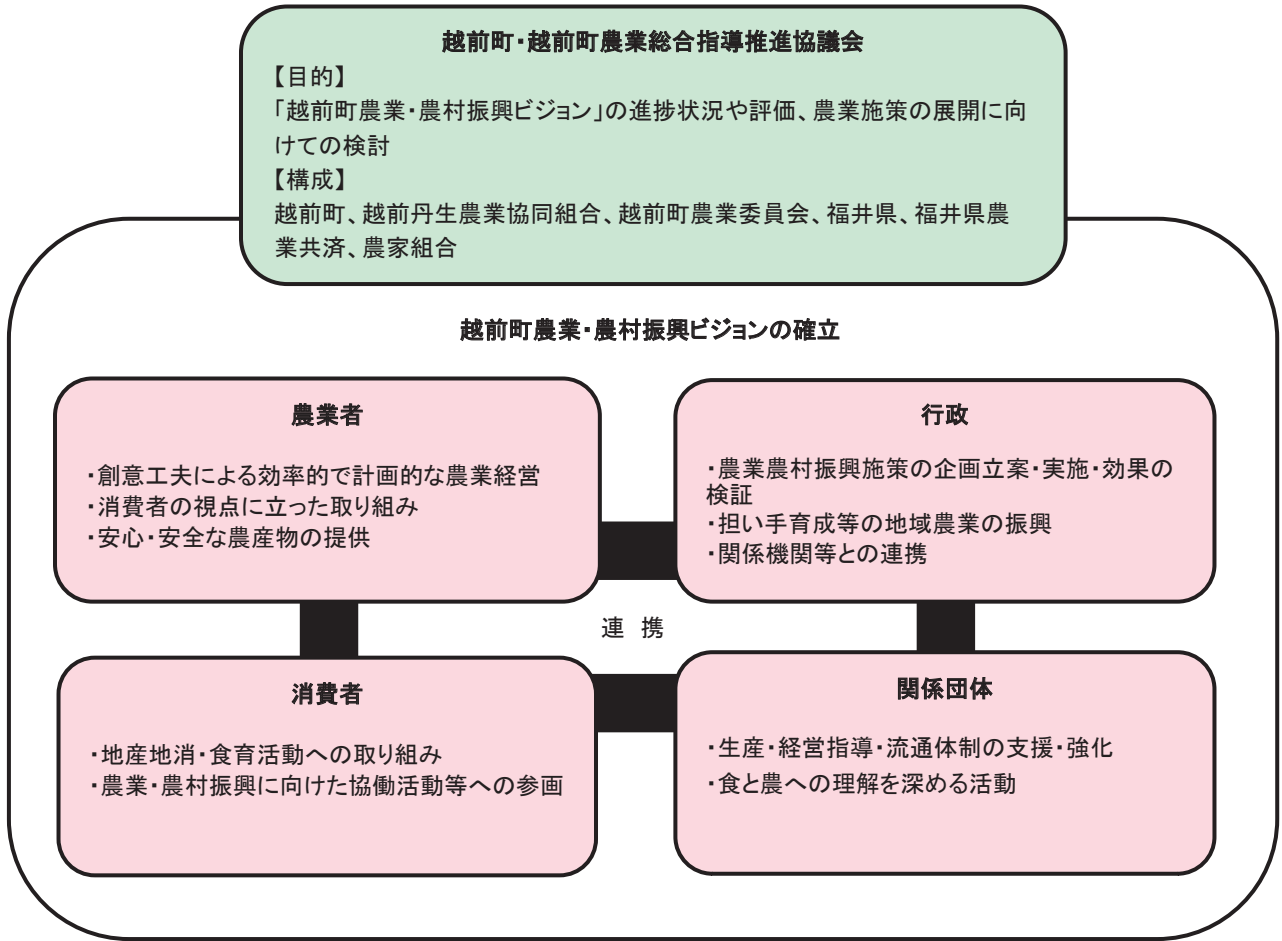 越前町・越前町農業総合指導推進協議会
【目的】
「越前町農業・農村振興ビジョン」の進捗状況や評価、農業施策の展開に向
けての検討
【構成】
越前町、越前丹生農業協同組合、越前町農業委員会、福井県、福井県農
業共済、農家組合
越前町農業・農村振興ビジョンの確立
農業者
・創意工夫による効率的で計画的な農業経営
・消費者の視点に立った取り組み
・安心・安全な農産物の提供
行政
・農業農村振興施策の企画立案・実施・効果の
検証
・担い手育成等の地域農業の振興
・関係機関等との連携
連 携
消費者
・地産地消・食育活動への取り組み
・農業・農村振興に向けた協働活動等への参画
関係団体
・生産・経営指導・流通体制の支援・強化
・食と農への理解を深める活動